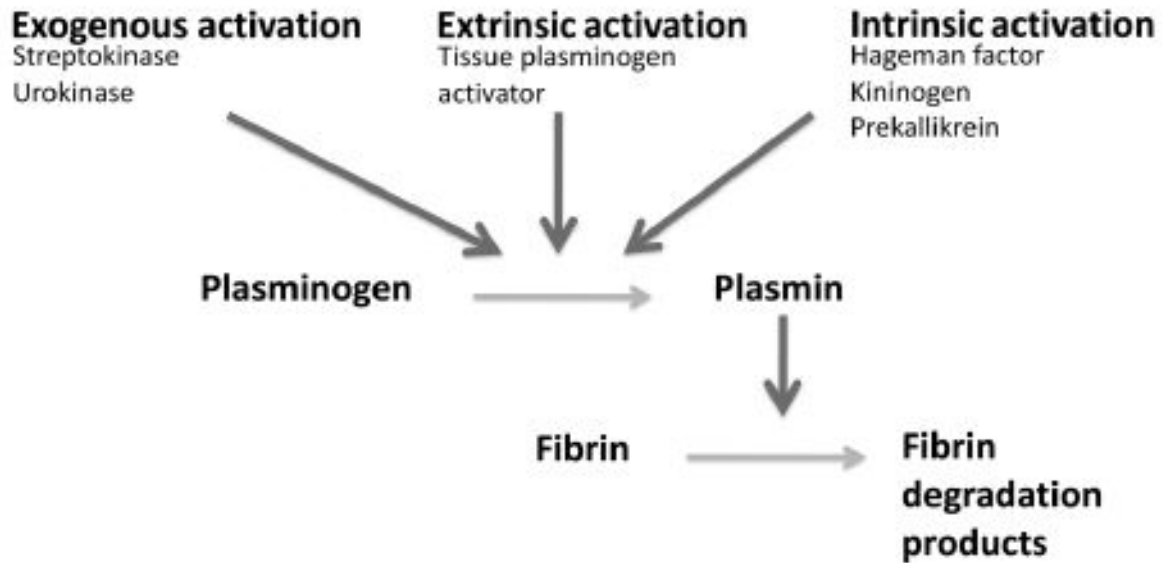 Exogenous activation
Streptokinase
Urokinase
Extrinsic activation
Tissue plasminogen
activator
Intrinsic activation
Hageman factor
Kininogen
Prekallikrein
Plasminogen
Plasmin
Fibrin
Fibrin
degradation
products